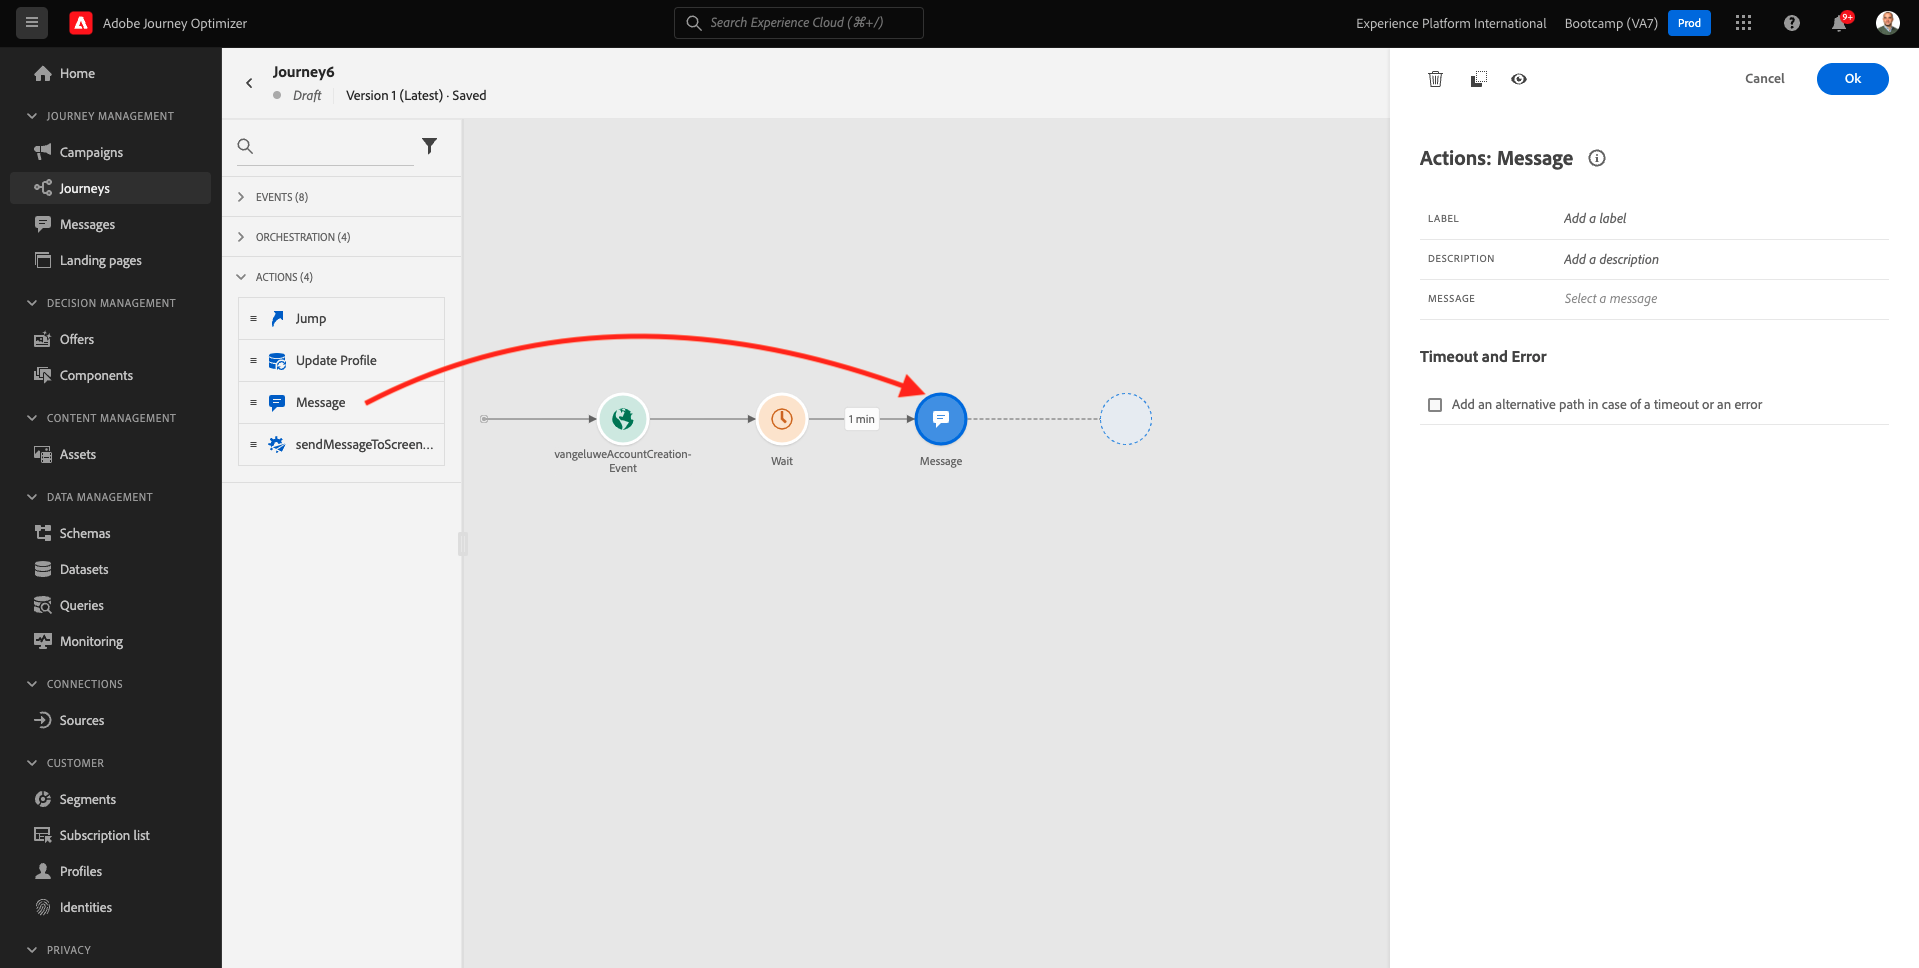 Adobe Journey Optimizer
Search Experience Cloud (⌘+/)
Experience Platform International
Bootcamp (VA7)
Prod
9+
Home
JOURNEY MANAGEMENT
Campaigns
Journeys
Messages
Landing pages
DECISION MANAGEMENT
Offers
Components
CONTENT MANAGEMENT
Assets
DATA MANAGEMENT
Schemas
Datasets
Queries
Monitoring
CONNECTIONS
Sources
CUSTOMER
Segments
Subscription list
Profiles
Identities
PRIVACY
Journey6
Draft
Version 1 (Latest) · Saved
EVENTS (8)
ORCHESTRATION (4)
ACTIONS (4)
Jump
Update Profile
Message
sendMessageToScreen...
vangeluweAccountCreation-
Event
Wait
1 min
Message
Cancel
Ok
Actions: Message
LABEL
Add a label
DESCRIPTION
Add a description
MESSAGE
Select a message
Timeout and Error
Add an alternative path in case of a timeout or an error